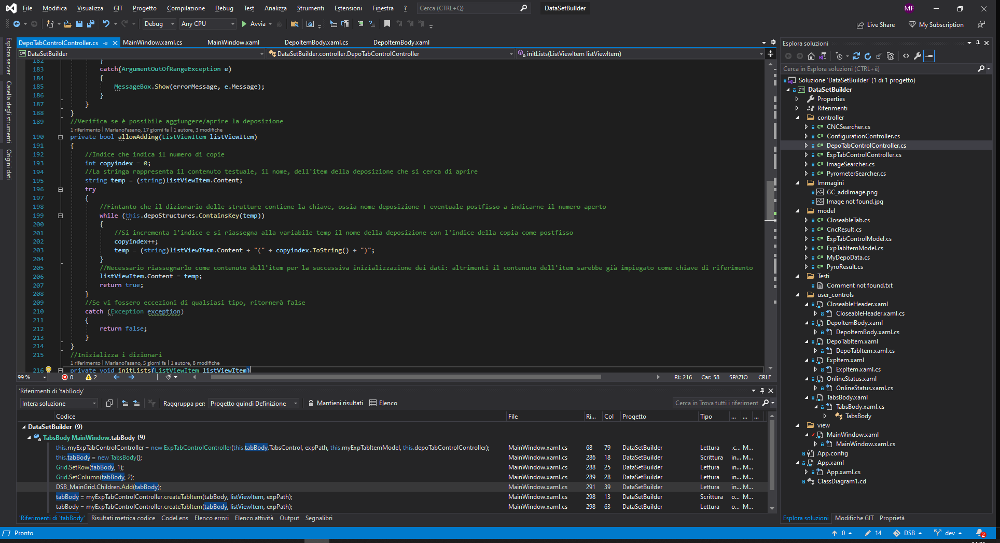 File Modifica Visualizza GIT Progetto Compilazione Debug Test Analizza Strumenti Estensioni Finestra ? Cerca (CTRL+Q) DataSetBuilder MF
Debug Any CPU Avvia Live Share My Subscription
Esplora server
Casella degli strumenti
Origini dati
DepoTabControlController.cs MainWindow.xaml.cs MainWindow.xaml DepoItemBody.xaml.cs DepoItemBody.xaml
DataSetBuilder DataSetBuilder.controller.DepoTabControlController initLists(ListViewItem listViewItem)
182 }
183 catch(ArgumentOutOfRangeException e)
184 {
185 MessageBox.Show(errorMessage, e.Message);
186 }
187 }
188 }
189 //Verifica se è possibile aggiungere/aprire la deposizione
1 riferimento | MarianoFasano, 17 giorni fa | 1 autore, 3 modifiche
190 private bool allowAdding(ListViewItem listViewItem)
191 {
192 //Indice che indica il numero di copie
193 int copyindex = 0;
194 //La stringa rappresenta il contenuto testuale, il nome, dell'item della deposizione che si cerca di aprire
195 string temp = (string)listViewItem.Content;
196 try
197 {
198 //Fintanto che il dizionario delle strutture contiene la chiave, ossia nome deposizione + eventuale postfisso a indicarne il numero aperto
199 while (this.depoStructures.ContainsKey(temp))
200 {
201 //Si incrementa l'indice e si riassegna alla variabile temp il nome della deposizione con l'indice della copia come postfisso
202 copyindex++;
203 temp = (string)listViewItem.Content + "(" + copyindex.ToString() + ")";
204 }
205 //Necessario riassegnarlo come contenuto dell'item per la successiva inizializzazione dei dati: altrimenti il contenuto dell'item sarebbe già impiegato come chiave di riferimento
206 listViewItem.Content = temp;
207 return true;
208 }
209 //Se vi fossero eccezioni di qualsiasi tipo, ritornerà false
210 catch (Exception exception)
211 {
212 return false;
213 }
214 }
215 //Inizializza i dizionari
1 riferimento | MarianoFasano, 5 giorni fa | 1 autore, 8 modifiche
216 private void initLists(ListViewItem listViewItem)
99 % 0 2 Ri: 216 Car: 58 SPAZIO CRLF
'Riferimenti di 'tabBody'
Intera soluzione Raggruppa per: Progetto quindi Definizione Mantieni risultati Elenco Cerca in Trova tutti i riferiment
Codice File Ri... Col Progetto Tipo ... ... ...
DataSetBuilder (9)
TabsBody MainWindow.tabBody (9)
this.myExpTabControlController = new ExpTabControlController(this.tabBody.TabsControl, expPath, this.myExpTabItemModel, this.depoTabControlController); MainWindow.xaml.cs 68 79 DataSetBuilder Lettura .c... M...
this.tabBody = new TabsBody(); MainWindow.xaml.cs 286 18 DataSetBuilder Scrittura in... M...
Grid.SetRow(tabBody, 1); MainWindow.xaml.cs 288 25 DataSetBuilder Lettura in... M...
Grid.SetColumn(tabBody, 2); MainWindow.xaml.cs 289 28 DataSetBuilder Lettura in... M...
DSB_MainGrid.Children.Add(tabBody); MainWindow.xaml.cs 291 39 DataSetBuilder Lettura in... M...
tabBody = myExpTabControlController.createTabItem(tabBody, listViewItem, expPath); MainWindow.xaml.cs 298 13 DataSetBuilder Scrittura o... M...
tabBody = myExpTabControlController.createTabItem(tabBody, listViewItem, expPath); MainWindow.xaml.cs 298 63 DataSetBuilder Lettura o... M...
'Riferimenti di 'tabBody' Risultati metrica codice CodeLens Elenco errori Elenco attività Output Segnalibri
Esplora soluzioni
Cerca in Esplora soluzioni (CTRL+è)
Soluzione 'DataSetBuilder' (1 di 1 progetto)
DataSetBuilder
Properties
Riferimenti
controller
CNCSearcher.cs
ConfigurationController.cs
DepoTabControlController.cs
ExpTabControlController.cs
ImageSearcher.cs
PyrometerSearcher.cs
Immagini
GC_addImage.png
Image not found.jpg
model
CloseableTab.cs
CncResult.cs
ExpTabControlModel.cs
ExpTabItemModel.cs
MyDepoData.cs
PyroResult.cs
Testi
Comment not found.txt
user_controls
CloseableHeader.xaml
CloseableHeader.xaml.cs
DepoItemBody.xaml
DepoItemBody.xaml.cs
DepoTabItem.xaml
DepoTabItem.xaml.cs
ExpItem.xaml
ExpItem.xaml.cs
OnlineStatus.xaml
OnlineStatus.xaml.cs
TabsBody.xaml
TabsBody.xaml.cs
TabsBody
view
MainWindow.xaml
MainWindow.xaml.cs
App.config
App.xaml
App.xaml.cs
ClassDiagram1.cd
Esplora soluzioni Modifiche GIT Proprietà
Pronto 0 14 DSB dev 2